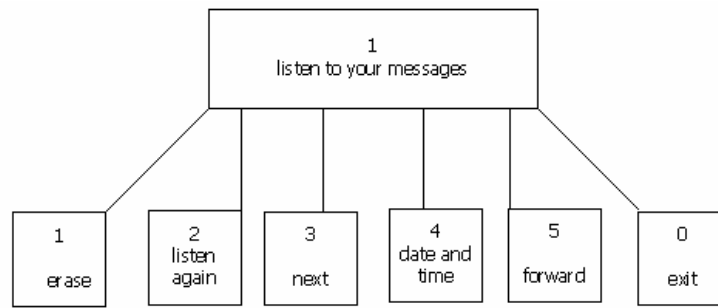 1
listen to your messages
1
erase
2
listen
again
3
next
4
date and
time
5
forward
0
exit